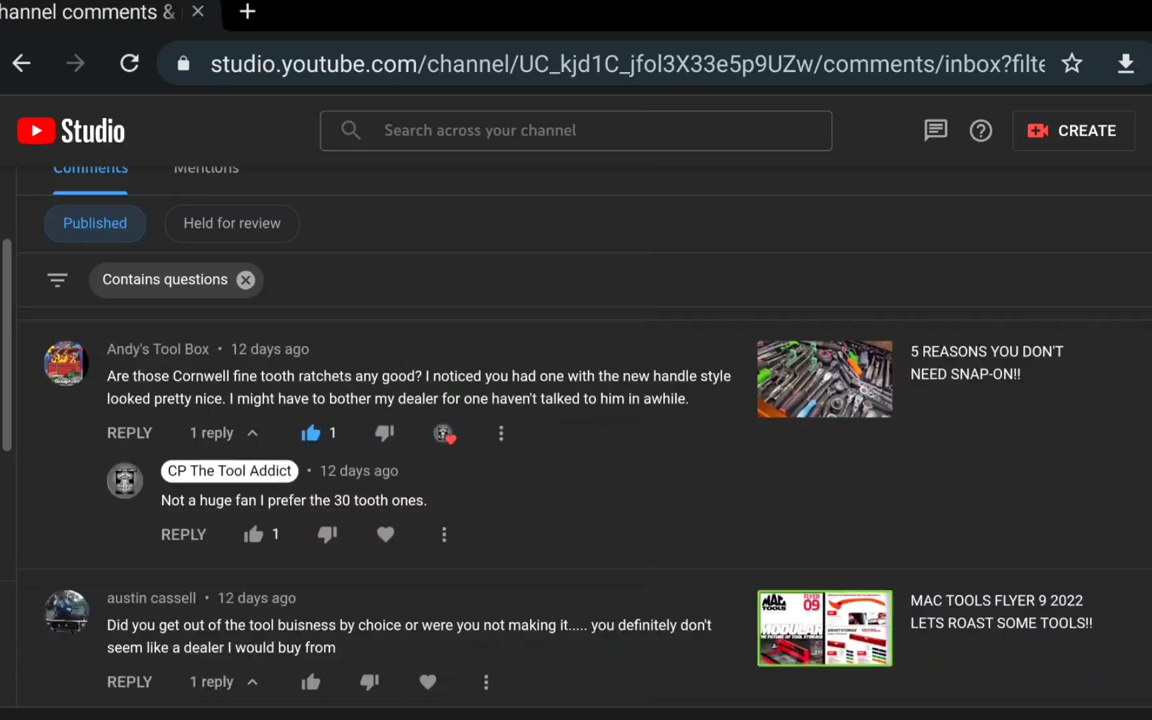 hannel comments &
studio.youtube.com/channel/UC_kjd1C_jfol3X33e5p9UZw/comments/inbox?filte
Studio
Search across your channel
CREATE
Comments
Mentions
Published
Held for review
Contains questions
Andy's Tool Box • 12 days ago
Are those Cornwell fine tooth ratchets any good? I noticed you had one with the new handle style
looked pretty nice. I might have to bother my dealer for one haven't talked to him in awhile.
5 REASONS YOU DON'T
NEED SNAP-ON!!
REPLY 1 reply 1
CP The Tool Addict • 12 days ago
Not a huge fan I prefer the 30 tooth ones.
REPLY 1
austin cassell • 12 days ago
Did you get out of the tool buisness by choice or were you not making it..... you definitely don't
seem like a dealer I would buy from
MAC TOOLS FLYER 9 2022
LETS ROAST SOME TOOLS!!
MAC
TOOLS
09
MODULAR
REPLY 1 reply